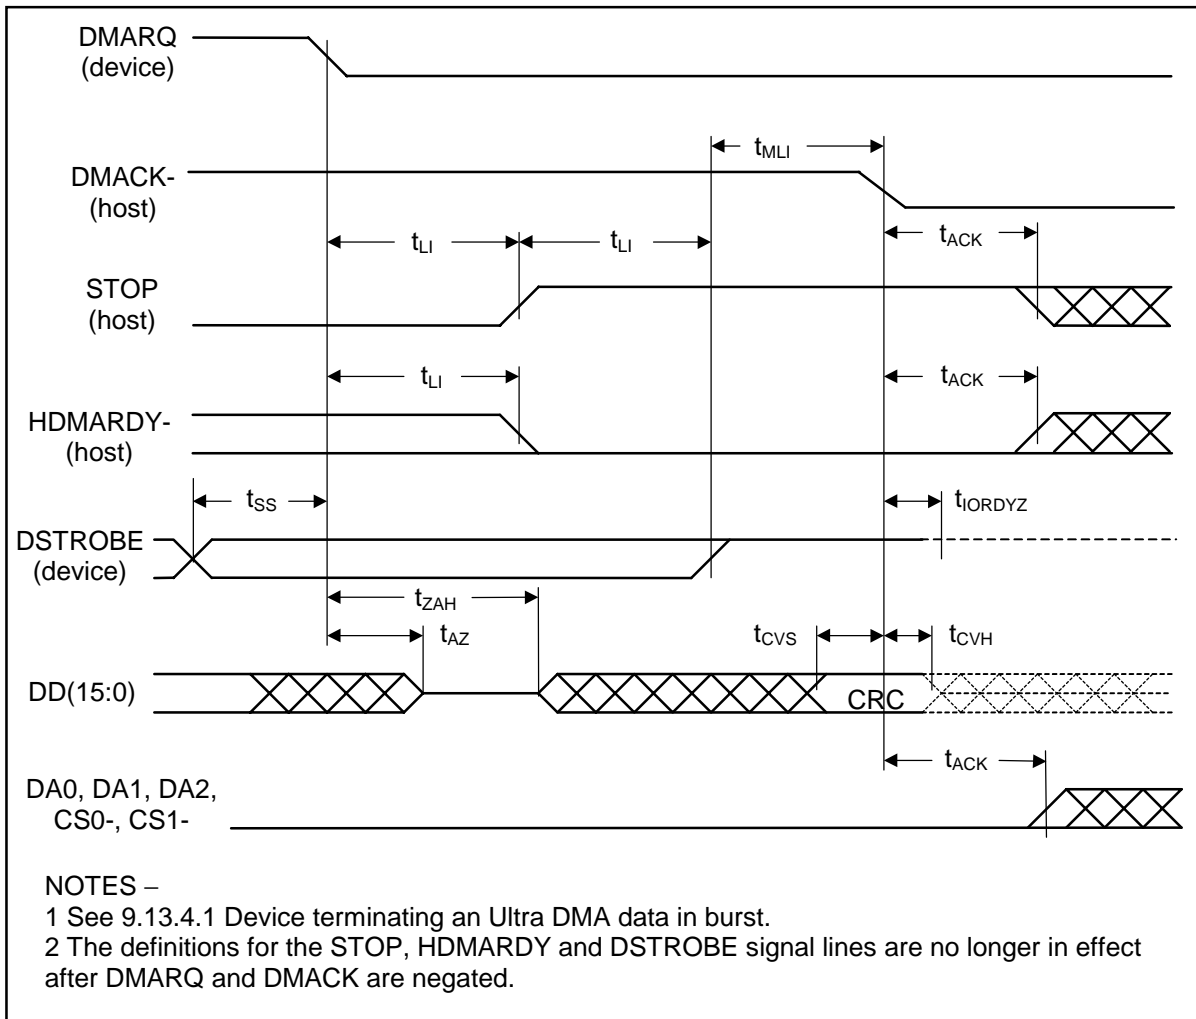 DMARQ
(device)
tMLI
DMACK-
(host)
tLI
tLI
tACK
STOP
(host)
tLI
tACK
HDMARDY-
(host)
tSS
tIORDYZ
DSTROBE
(device)
tZAH
tAZ
tCVS
tCVH
DD(15:0)
CRC
tACK
DA0, DA1, DA2,
CS0-, CS1-
NOTES –
1 See 9.13.4.1 Device terminating an Ultra DMA data in burst.
2 The definitions for the STOP, HDMARDY and DSTROBE signal lines are no longer in effect
after DMARQ and DMACK are negated.